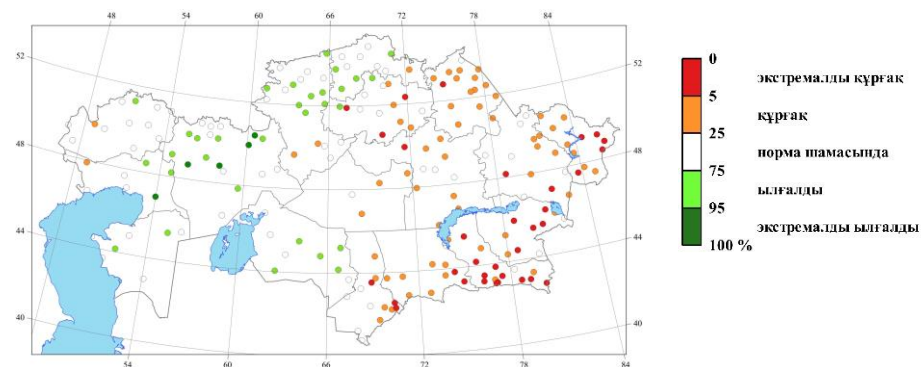 48 54 60 66 72 78 84
52
48
44
40
52
48
44
40
54 60 66 72 78 84
0
экстремалды құрғақ
5
құрғақ
25
норма шамасында
75
ылғалды
95
экстремалды ылғалды
100 %